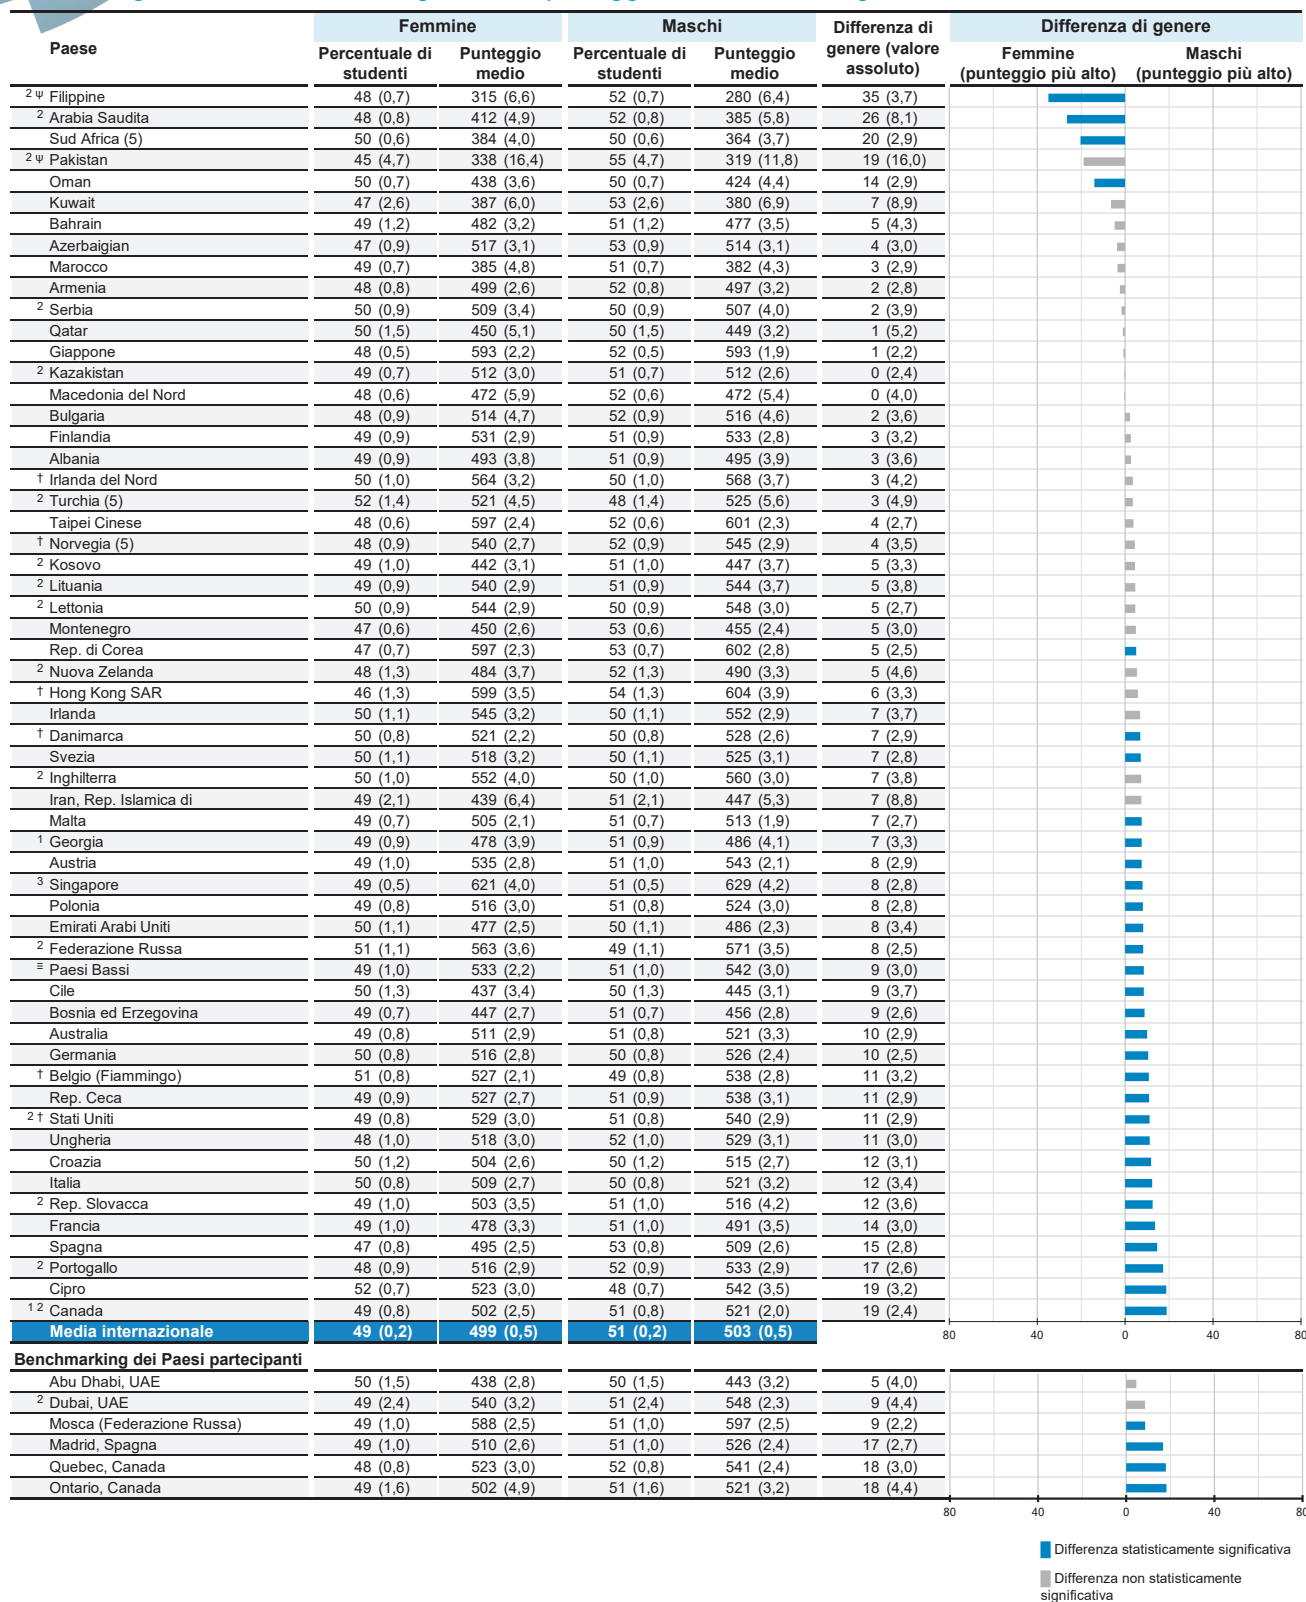 Femmine Maschi Differenza di genere (valore assoluto) Differenza di genere
Paese Percentuale di studenti Punteggio medio Percentuale di studenti Punteggio medio Femmine (punteggio più alto) Maschi (punteggio più alto)
2 ψ Filippine 48 (0,7) 315 (6,6) 52 (0,7) 280 (6,4) 35 (3,7)
2 Arabia Saudita 48 (0,8) 412 (4,9) 52 (0,8) 385 (5,8) 26 (8,1)
Sud Africa (5) 50 (0,6) 384 (4,0) 50 (0,6) 364 (3,7) 20 (2,9)
2 ψ Pakistan 45 (4,7) 338 (16,4) 55 (4,7) 319 (11,8) 19 (16,0)
Oman 50 (0,7) 438 (3,6) 50 (0,7) 424 (4,4) 14 (2,9)
Kuwait 47 (2,6) 387 (6,0) 53 (2,6) 380 (6,9) 7 (8,9)
Bahrain 49 (1,2) 482 (3,2) 51 (1,2) 477 (3,5) 5 (4,3)
Azerbaigian 47 (0,9) 517 (3,1) 53 (0,9) 514 (3,1) 4 (3,0)
Marocco 49 (0,7) 385 (4,8) 51 (0,7) 382 (4,3) 3 (2,9)
Armenia 48 (0,8) 499 (2,6) 52 (0,8) 497 (3,2) 2 (2,8)
2 Serbia 50 (0,9) 509 (3,4) 50 (0,9) 507 (4,0) 2 (3,9)
Qatar 50 (1,5) 450 (5,1) 50 (1,5) 449 (3,2) 1 (5,2)
Giappone 48 (0,5) 593 (2,2) 52 (0,5) 593 (1,9) 1 (2,2)
2 Kazakistan 49 (0,7) 512 (3,0) 51 (0,7) 512 (2,6) 0 (2,4)
Macedonia del Nord 48 (0,6) 472 (5,9) 52 (0,6) 472 (5,4) 0 (4,0)
Bulgaria 48 (0,9) 514 (4,7) 52 (0,9) 516 (4,6) 2 (3,6)
Finlandia 49 (0,9) 531 (2,9) 51 (0,9) 533 (2,8) 3 (3,2)
Albania 49 (0,9) 493 (3,8) 51 (0,9) 495 (3,9) 3 (3,6)
† Irlanda del Nord 50 (1,0) 564 (3,2) 50 (1,0) 568 (3,7) 3 (4,2)
2 Turchia (5) 52 (1,4) 521 (4,5) 48 (1,4) 525 (5,6) 3 (4,9)
Taipei Cinese 48 (0,6) 597 (2,4) 52 (0,6) 601 (2,3) 4 (2,7)
† Norvegia (5) 48 (0,9) 540 (2,7) 52 (0,9) 545 (2,9) 4 (3,5)
2 Kosovo 49 (1,0) 442 (3,1) 51 (1,0) 447 (3,7) 5 (3,3)
2 Lituania 49 (0,9) 540 (2,9) 51 (0,9) 544 (3,7) 5 (3,8)
2 Lettonia 50 (0,9) 544 (2,9) 50 (0,9) 548 (3,0) 5 (2,7)
Montenegro 47 (0,6) 450 (2,6) 53 (0,6) 455 (2,4) 5 (3,0)
Rep. di Corea 47 (0,7) 597 (2,3) 53 (0,7) 602 (2,8) 5 (2,5)
2 Nuova Zelanda 48 (1,3) 484 (3,7) 52 (1,3) 490 (3,3) 5 (4,6)
† Hong Kong SAR 46 (1,3) 599 (3,5) 54 (1,3) 604 (3,9) 6 (3,3)
Irlanda 50 (1,1) 545 (3,2) 50 (1,1) 552 (2,9) 7 (3,7)
† Danimarca 50 (0,8) 521 (2,2) 50 (0,8) 528 (2,6) 7 (2,9)
Svezia 50 (1,1) 518 (3,2) 50 (1,1) 525 (3,1) 7 (2,8)
2 Inghilterra 50 (1,0) 552 (4,0) 50 (1,0) 560 (3,0) 7 (3,8)
Iran, Rep. Islamica di 49 (2,1) 439 (6,4) 51 (2,1) 447 (5,3) 7 (8,8)
Malta 49 (0,7) 505 (2,1) 51 (0,7) 513 (1,9) 7 (2,7)
1 Georgia 49 (0,9) 478 (3,9) 51 (0,9) 486 (4,1) 7 (3,3)
Austria 49 (1,0) 535 (2,8) 51 (1,0) 543 (2,1) 8 (2,9)
3 Singapore 49 (0,5) 621 (4,0) 51 (0,5) 629 (4,2) 8 (2,8)
Polonia 49 (0,8) 516 (3,0) 51 (0,8) 524 (3,0) 8 (2,8)
Emirati Arabi Uniti 50 (1,1) 477 (2,5) 50 (1,1) 486 (2,3) 8 (3,4)
2 Federazione Russa 51 (1,1) 563 (3,6) 49 (1,1) 571 (3,5) 8 (2,5)
≡ Paesi Bassi 49 (1,0) 533 (2,2) 51 (1,0) 542 (3,0) 9 (3,0)
Cile 50 (1,3) 437 (3,4) 50 (1,3) 445 (3,1) 9 (3,7)
Bosnia ed Erzegovina 49 (0,7) 447 (2,7) 51 (0,7) 456 (2,8) 9 (2,6)
Australia 49 (0,8) 511 (2,9) 51 (0,8) 521 (3,3) 10 (2,9)
Germania 50 (0,8) 516 (2,8) 50 (0,8) 526 (2,4) 10 (2,5)
† Belgio (Fiammingo) 51 (0,8) 527 (2,1) 49 (0,8) 538 (2,8) 11 (3,2)
Rep. Ceca 49 (0,9) 527 (2,7) 51 (0,9) 538 (3,1) 11 (2,9)
2 † Stati Uniti 49 (0,8) 529 (3,0) 51 (0,8) 540 (2,9) 11 (2,9)
Ungheria 48 (1,0) 518 (3,0) 52 (1,0) 529 (3,1) 11 (3,0)
Croazia 50 (1,2) 504 (2,6) 50 (1,2) 515 (2,7) 12 (3,1)
Italia 50 (0,8) 509 (2,7) 50 (0,8) 521 (3,2) 12 (3,4)
2 Rep. Slovacca 49 (1,0) 503 (3,5) 51 (1,0) 516 (4,2) 12 (3,6)
Francia 49 (1,0) 478 (3,3) 51 (1,0) 491 (3,5) 14 (3,0)
Spagna 47 (0,8) 495 (2,5) 53 (0,8) 509 (2,6) 15 (2,8)
2 Portogallo 48 (0,9) 516 (2,9) 52 (0,9) 533 (2,9) 17 (2,6)
Cipro 52 (0,7) 523 (3,0) 48 (0,7) 542 (3,5) 19 (3,2)
1 2 Canada 49 (0,8) 502 (2,5) 51 (0,8) 521 (2,0) 19 (2,4)
Media internazionale 49 (0,2) 499 (0,5) 51 (0,2) 503 (0,5)
80 40 0 40 80
Benchmarking dei Paesi partecipanti
Abu Dhabi, UAE 50 (1,5) 438 (2,8) 50 (1,5) 443 (3,2) 5 (4,0)
2 Dubai, UAE 49 (2,4) 540 (3,2) 51 (2,4) 548 (2,3) 9 (4,4)
Mosca (Federazione Russa) 49 (1,0) 588 (2,5) 51 (1,0) 597 (2,5) 9 (2,2)
Madrid, Spagna 49 (1,0) 510 (2,6) 51 (1,0) 526 (2,4) 17 (2,7)
Quebec, Canada 48 (0,8) 523 (3,0) 52 (0,8) 541 (2,4) 18 (3,0)
Ontario, Canada 49 (1,6) 502 (4,9) 51 (1,6) 521 (3,2) 18 (4,4)
80 40 0 40 80
Differenza statisticamente significativa
Differenza non statisticamente
significativa